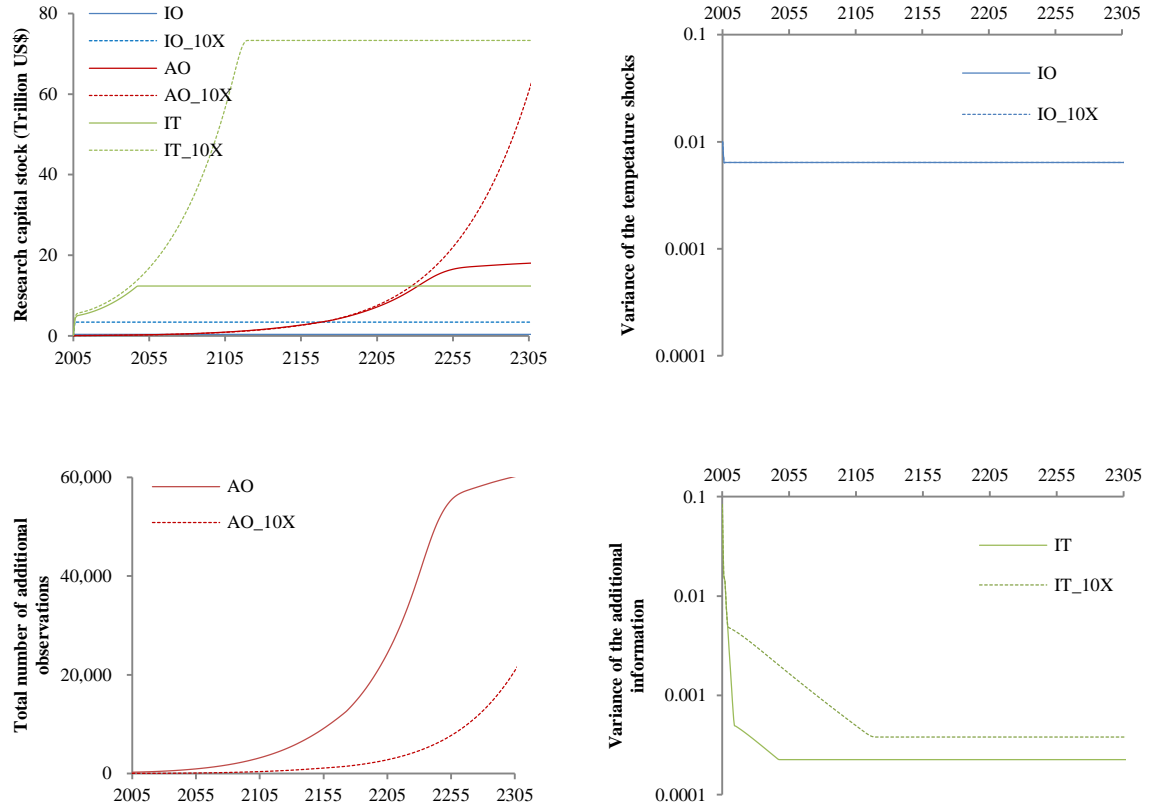 80
60
40
20
0
Research capital stock (Trillion US$)
IO
IO_10X
AO
AO_10X
IT
IT_10X
2005 2055 2105 2155 2205 2255 2305
2005 2055 2105 2155 2205 2255 2305
0.1
0.01
0.001
0.0001
Variance of the tempetature shocks
IO
IO_10X
60,000
40,000
20,000
0
Total number of additional
observations
AO
AO_10X
2005 2055 2105 2155 2205 2255 2305
2005 2055 2105 2155 2205 2255 2305
0.1
0.01
0.001
0.0001
Variance of the additional
information
IT
IT_10X